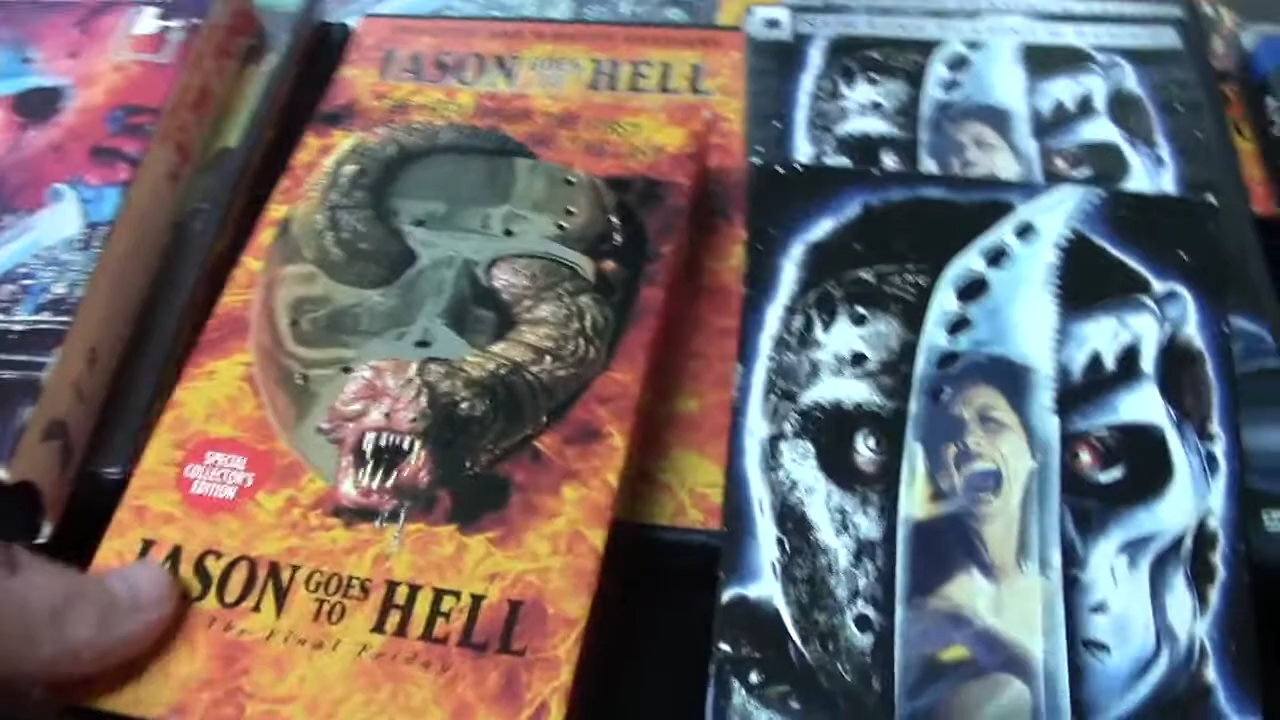 JASON GOES TO HELL
SPECIAL
COLLECTOR'S
EDITION
JASON GOES TO HELL
The Final Friday